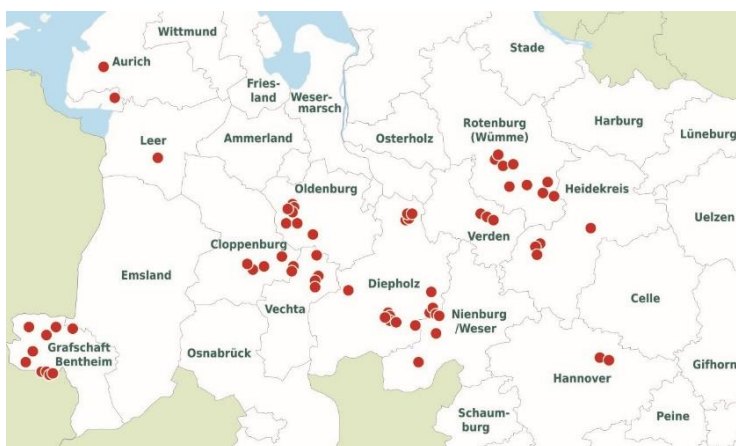 Wittmund
Stade
Aurich
Fries-
land
Weser-
marsch
Rotenburg
(Wümme)
Harburg
Leer
Ammerland
Osterholz
Lüneburg
Oldenburg
Heidekreis
Uelzen
Cloppenburg
Verden
Emsland
Diepholz
Celle
Vechta
Nienburg
/Weser
Grafschaft
Bentheim
Osnabrück
Gifhorn
Hannover
Schaum-
burg
Peine